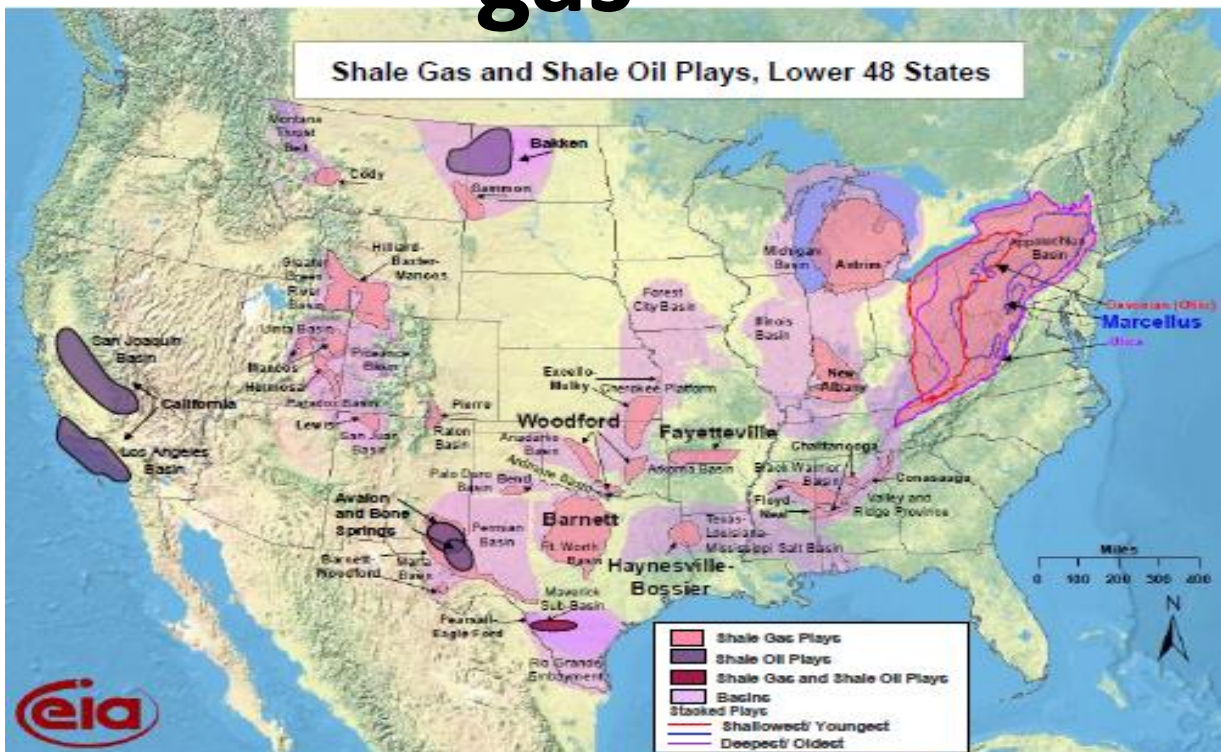 gas
Shale Gas and Shale Oil Plays, Lower 48 States
Montana
Thrust
Belt
Cody
Bakken
Gammon
Hilliard-
Baxter-
Mancos
Greater
Green
River
Basin
Uinta Basin
Mancos
Hermosa
Piceance
Basin
Paradox Basin
Lewis
San Juan
Basin
Pierre
Raton
Basin
San Joaquin
Basin
California
Los Angeles
Basin
Michigan
Basin
Antrim
Appalachian
Basin
Devonian (Ohio)
Marcellus
Utica
Forest
City Basin
Illinois
Basin
New
Albany
Excello-
Mulky
Cherokee Platform
Woodford
Anadarko
Basin
Ardmore Basin
Fayetteville
Arkoma Basin
Chattanooga
Black Warrior
Basin
Conasauga
Floyd-
Neal
Valley and
Ridge Province
Palo Duro
Basin
Bend
Avalon
and Bone
Springs
Permian
Basin
Barnett
Ft. Worth
Basin
Barnett-
Woodford
Marfa
Basin
Texas-
Louisiana-
Mississippi Salt Basin
Haynesville-
Bossier
Maverick
Sub-Basin
Pearsall-
Eagle Ford
Rio Grande
Embayment
Miles
0 100 200 300 400
N
Shale Gas Plays
Shale Oil Plays
Shale Gas and Shale Oil Plays
Basins
Stacked Plays
Shallowest/ Youngest
Deepest/ Oldest
eia